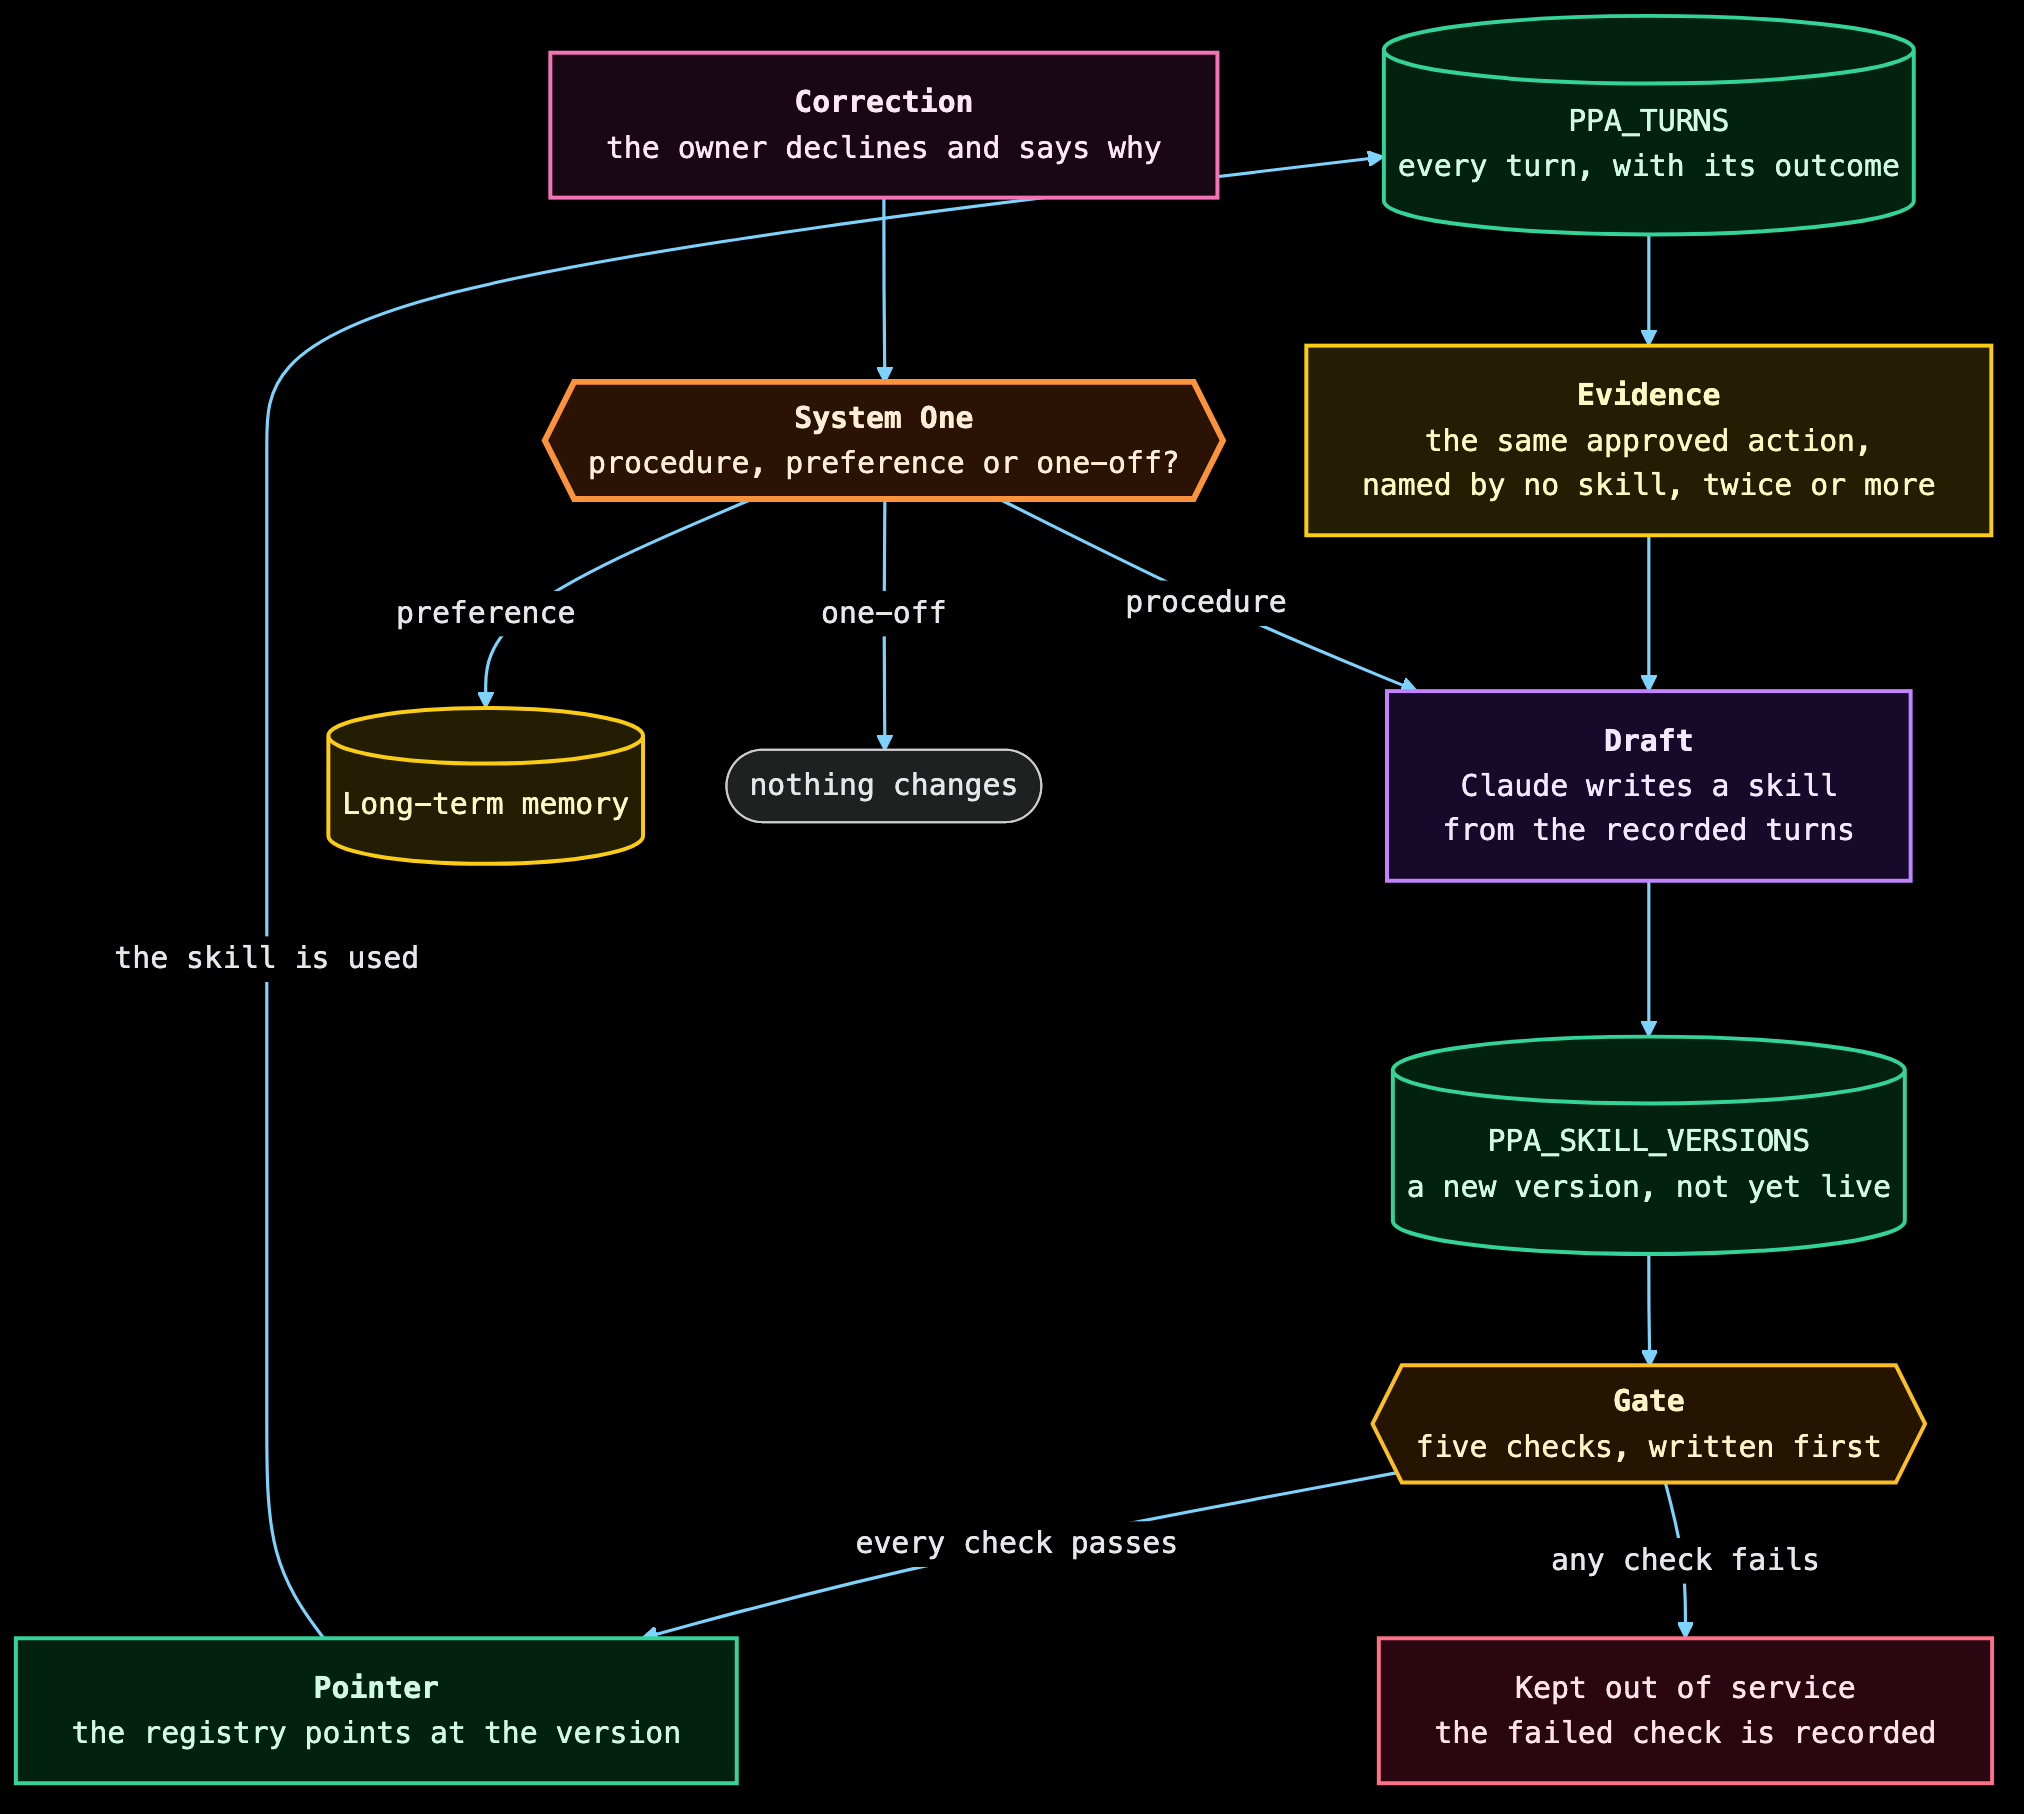 Correction
the owner declines and says why
PPA_TURNS
every turn, with its outcome
System One
procedure, preference or one-off?
Evidence
the same approved action,
named by no skill, twice or more
preference
one-off
procedure
Long-term memory
nothing changes
Draft
Claude writes a skill
from the recorded turns
the skill is used
PPA_SKILL_VERSIONS
a new version, not yet live
Gate
five checks, written first
every check passes
any check fails
Pointer
the registry points at the version
Kept out of service
the failed check is recorded